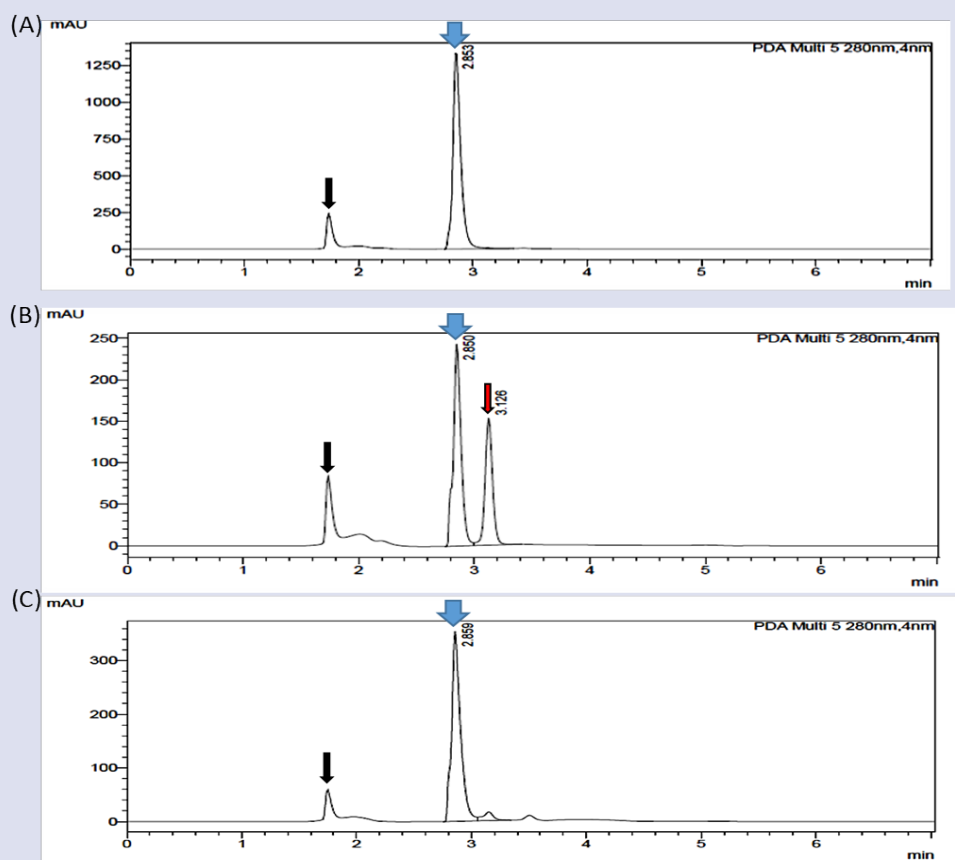 (A)
mAU
PDA Multi 5 280nm,4nm
2.853
1250
1000
750
500
250
0
0 1 2 3 4 5 6
min
(B)
mAU
PDA Multi 5 280nm,4nm
2.850
3.126
250
200
150
100
50
0
0 1 2 3 4 5 6
min
(C)
mAU
PDA Multi 5 280nm,4nm
2.859
300
200
100
0
0 1 2 3 4 5 6
min